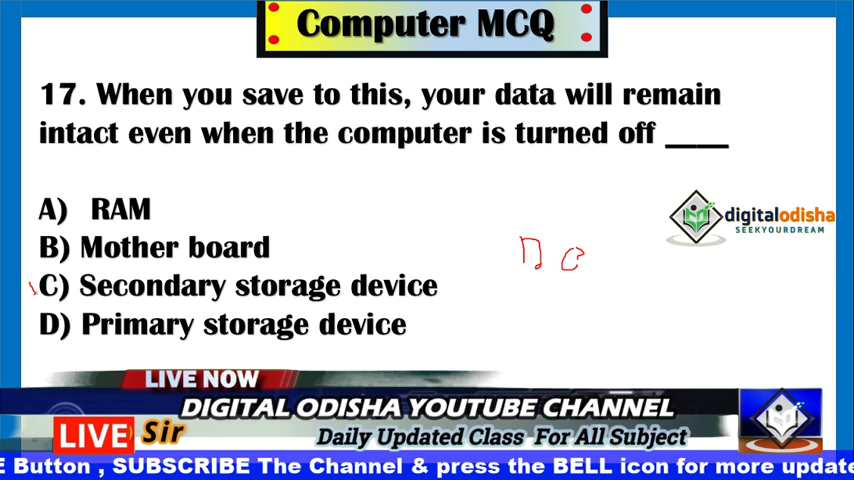 Computer MCQ
17. When you save to this, your data will remain
intact even when the computer is turned off ____
A) RAM
B) Mother board
C) Secondary storage device
D) Primary storage device
digitalodisha
SEEKYOURDREAM
LIVE NOW
DIGITAL ODISHA YOUTUBE CHANNEL
LIVE Sir
Daily Updated Class For All Subject
E Button , SUBSCRIBE The Channel & press the BELL icon for more update